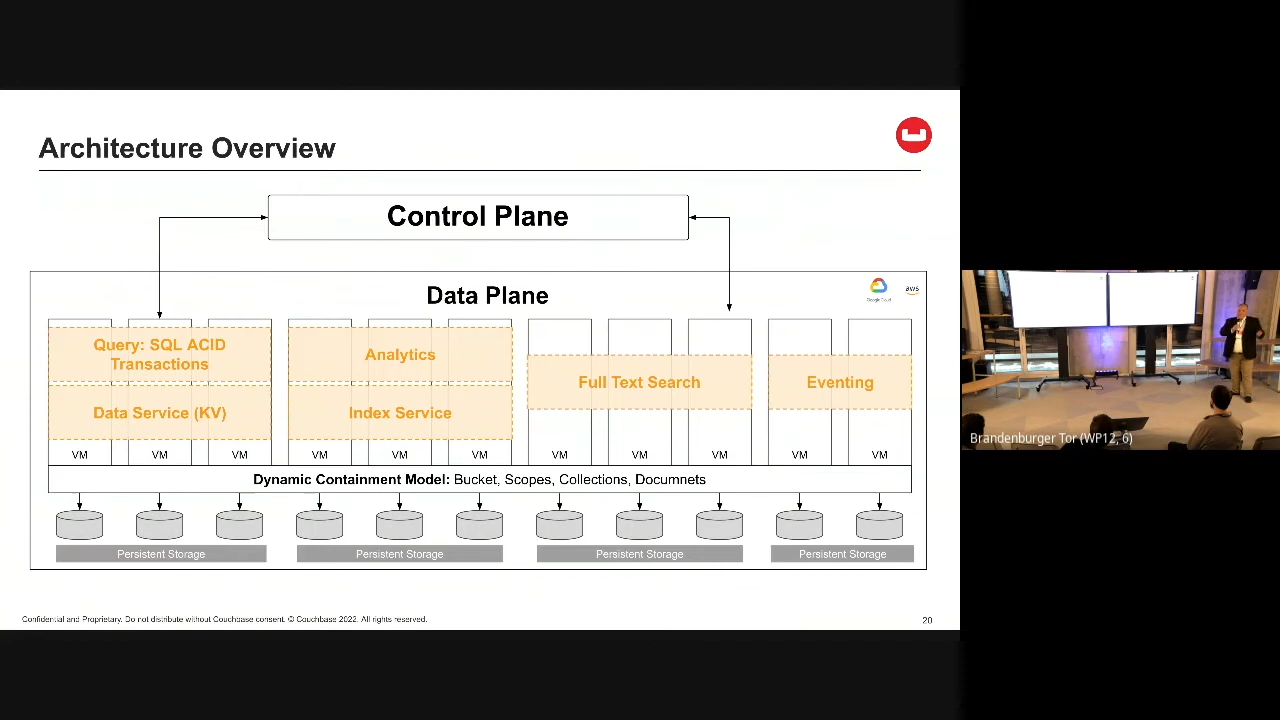 Architecture Overview
Control Plane
Data Plane
Google Cloud
aws
Query: SQL ACID
Transactions
Analytics
Full Text Search
Eventing
Data Service (KV)
Index Service
VM VM VM VM VM VM VM VM VM VM VM
Dynamic Containment Model: Bucket, Scopes, Collections, Documnets
Persistent Storage Persistent Storage Persistent Storage Persistent Storage
Confidential and Proprietary. Do not distribute without Couchbase consent. © Couchbase 2022. All rights reserved.
20
Brandenburger Tor (WP12, 6)